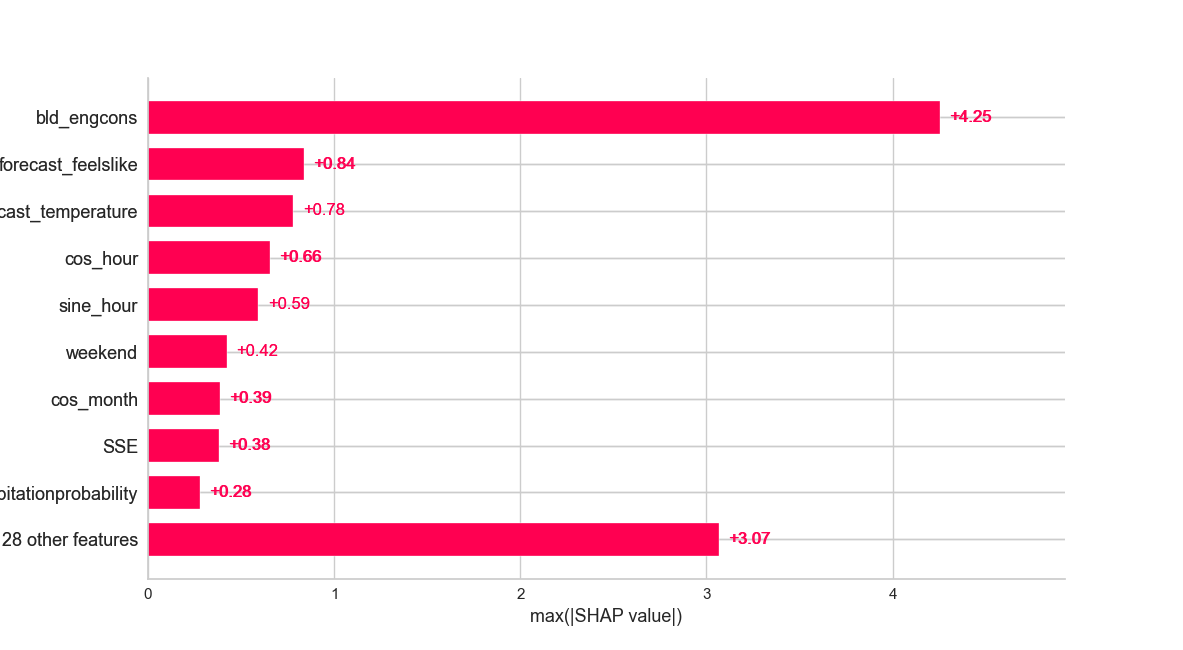 bld_engcons +4.25
forecast_feelslike +0.84
cast_temperature +0.78
cos_hour +0.66
sine_hour +0.59
weekend +0.42
cos_month +0.39
SSE +0.38
pitationprobability +0.28
28 other features +3.07
0 1 2 3 4
max(|SHAP value|)